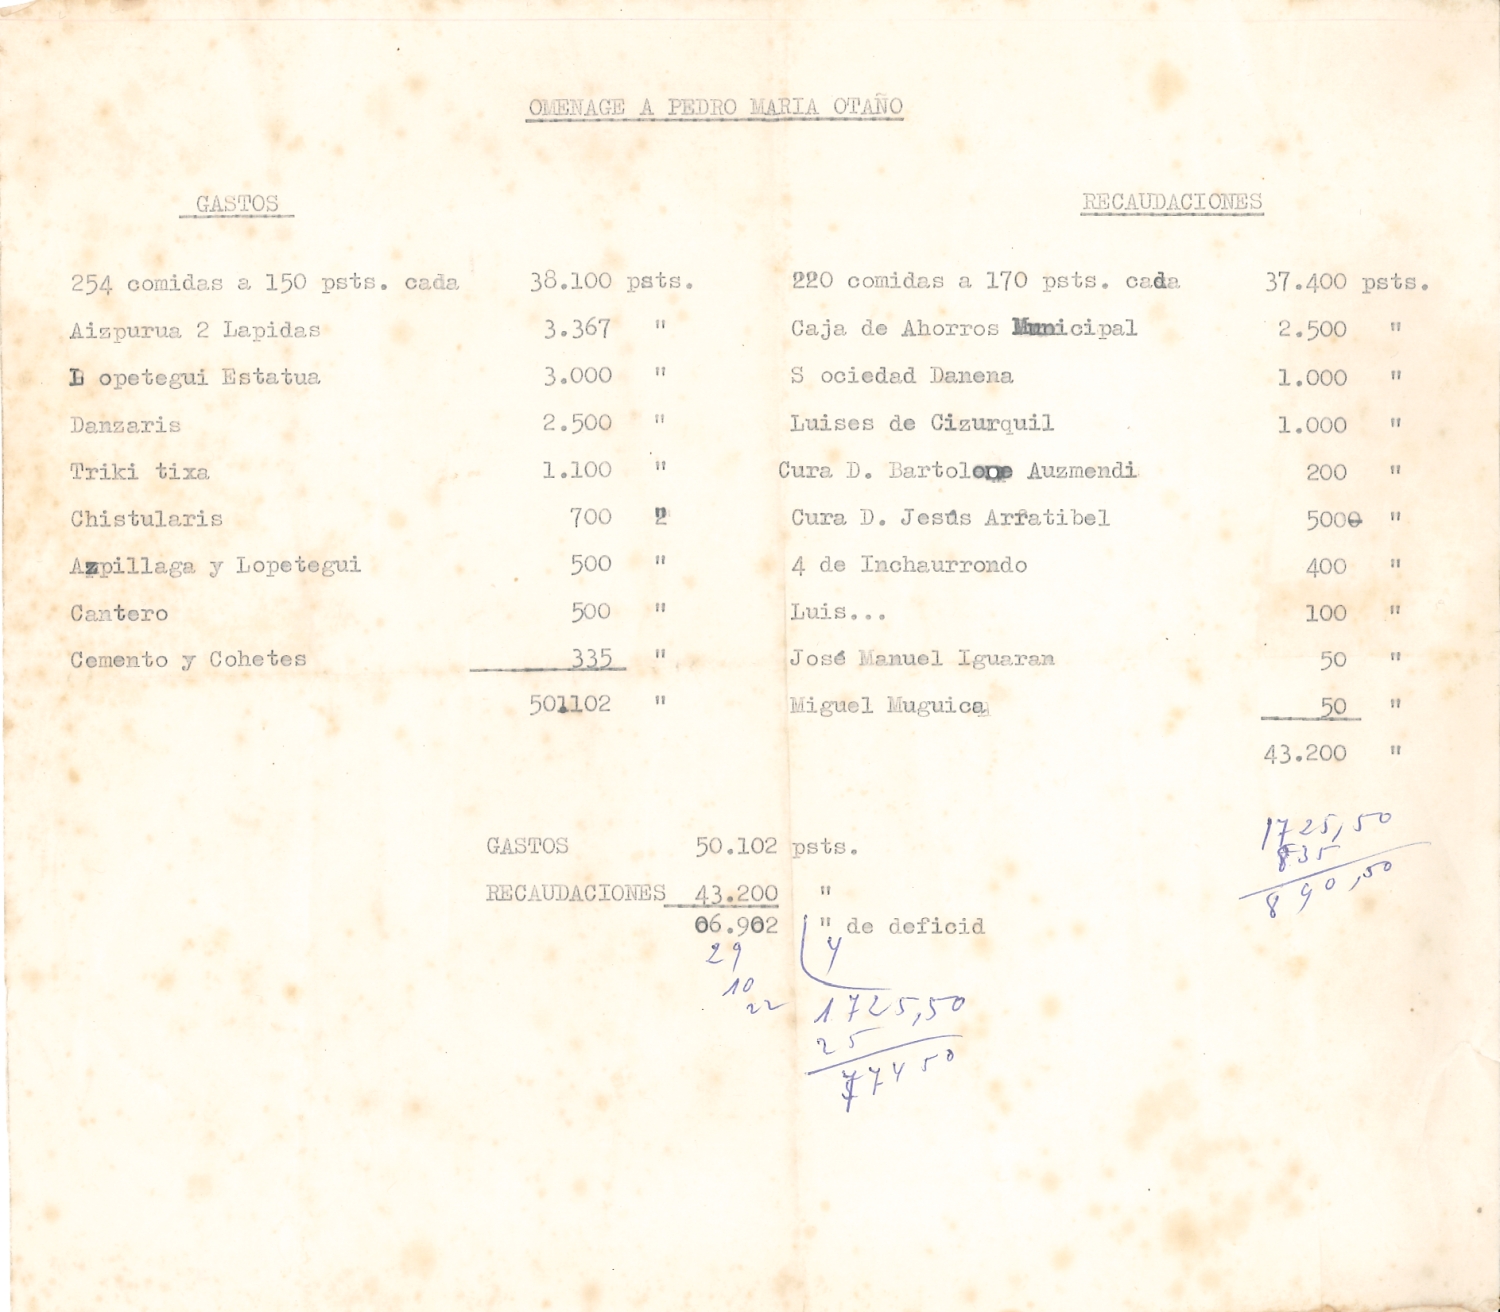 OMENAGE A PEDRO MARIA OTAÑO
GASTOS
254 comidas a 150 psts. cada 38.100 psts.
Aizpurua 2 Lapidas 3.367 "
L opetegui Estatua 3.000 "
Danzaris 2.500 "
Triki tixa 1.100 "
Chistularis 700 "
Azpillaga y Lopetegui 500 "
Cantero 500 "
Cemento y Cohetes 335 "
50.102 "
RECAUDACIONES
220 comidas a 170 psts. cada 37.400 psts.
Caja de Ahorros Municipal 2.500 "
S ociedad Danena 1.000 "
Luises de Cizurquil 1.000 "
Cura D. Bartolome Auzmendi 200 "
Cura D. Jesús Arratibel 500 "
4 de Inchaurrondo 400 "
Luis... 100 "
José Manuel Iguaran 50 "
Miguel Muguica 50 "
43.200 "
GASTOS 50.102 psts.
RECAUDACIONES 43.200 "
06.902 " de deficid
29 4
10
22
1725,50
25
7450
1725,50
835
890,50